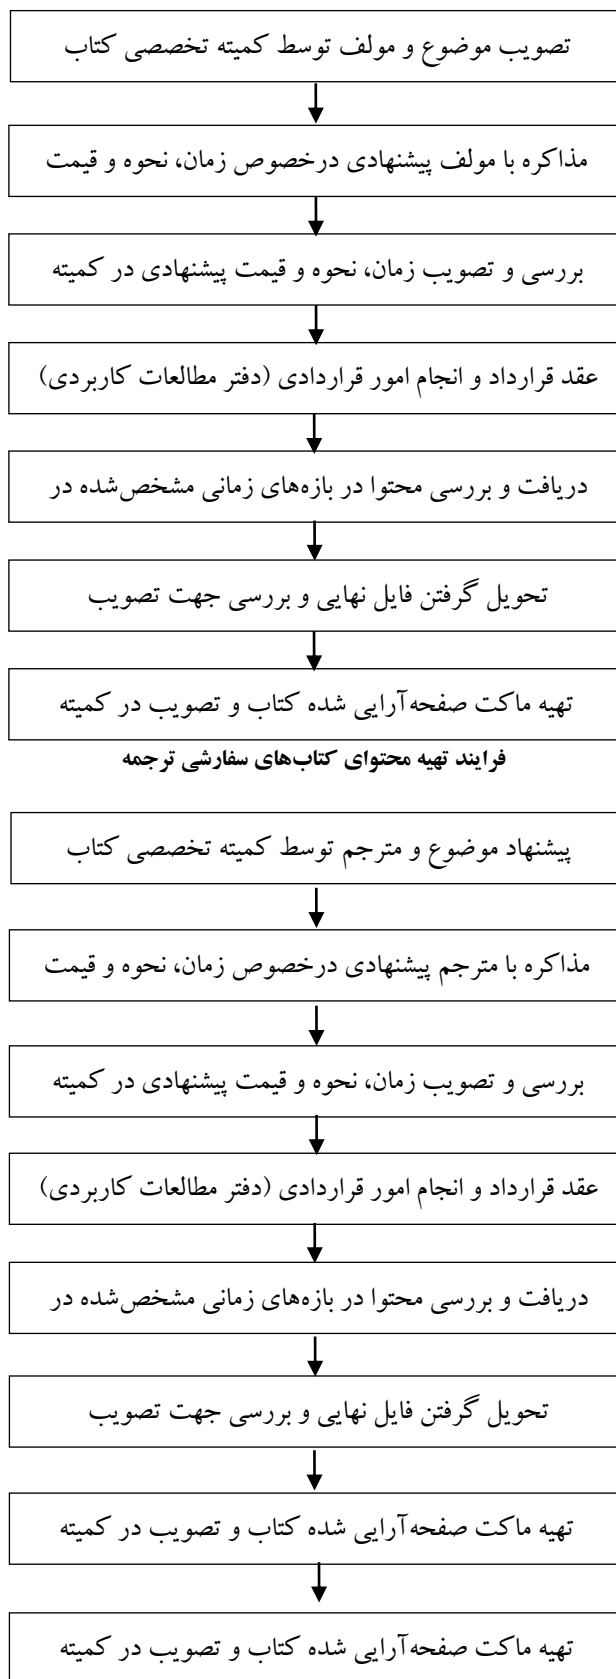 تصویب موضوع و مولف توسط کمیته تخصصی کتاب
مذاکره با مولف پیشنهادی درخصوص زمان، نحوه و قیمت
بررسی و تصویب زمان، نحوه و قیمت پیشنهادی در کمیته
عقد قرارداد و انجام امور قراردادی (دفتر مطالعات کاربردی)
دریافت و بررسی محتوا در بازه‌های زمانی مشخص‌شده در
تحویل گرفتن فایل نهایی و بررسی جهت تصویب
تهیه ماکت صفحه‌آرایی شده کتاب و تصویب در کمیته
فرایند تهیه محتوای کتاب‌های سفارشی ترجمه
پیشنهاد موضوع و مترجم توسط کمیته تخصصی کتاب
مذاکره با مترجم پیشنهادی درخصوص زمان، نحوه و قیمت
بررسی و تصویب زمان، نحوه و قیمت پیشنهادی در کمیته
عقد قرارداد و انجام امور قراردادی (دفتر مطالعات کاربردی)
دریافت و بررسی محتوا در بازه‌های زمانی مشخص‌شده در
تحویل گرفتن فایل نهایی و بررسی جهت تصویب
تهیه ماکت صفحه‌آرایی شده کتاب و تصویب در کمیته
تهیه ماکت صفحه‌آرایی شده کتاب و تصویب در کمیته